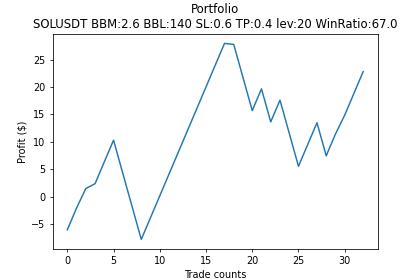 Portfolio
SOLUSDT BBM:2.6 BBL:140 SL:0.6 TP:0.4 lev:20 WinRatio:67.0
25
20
15
10
5
0
−5
Profit ($)
0 5 10 15 20 25 30
Trade counts